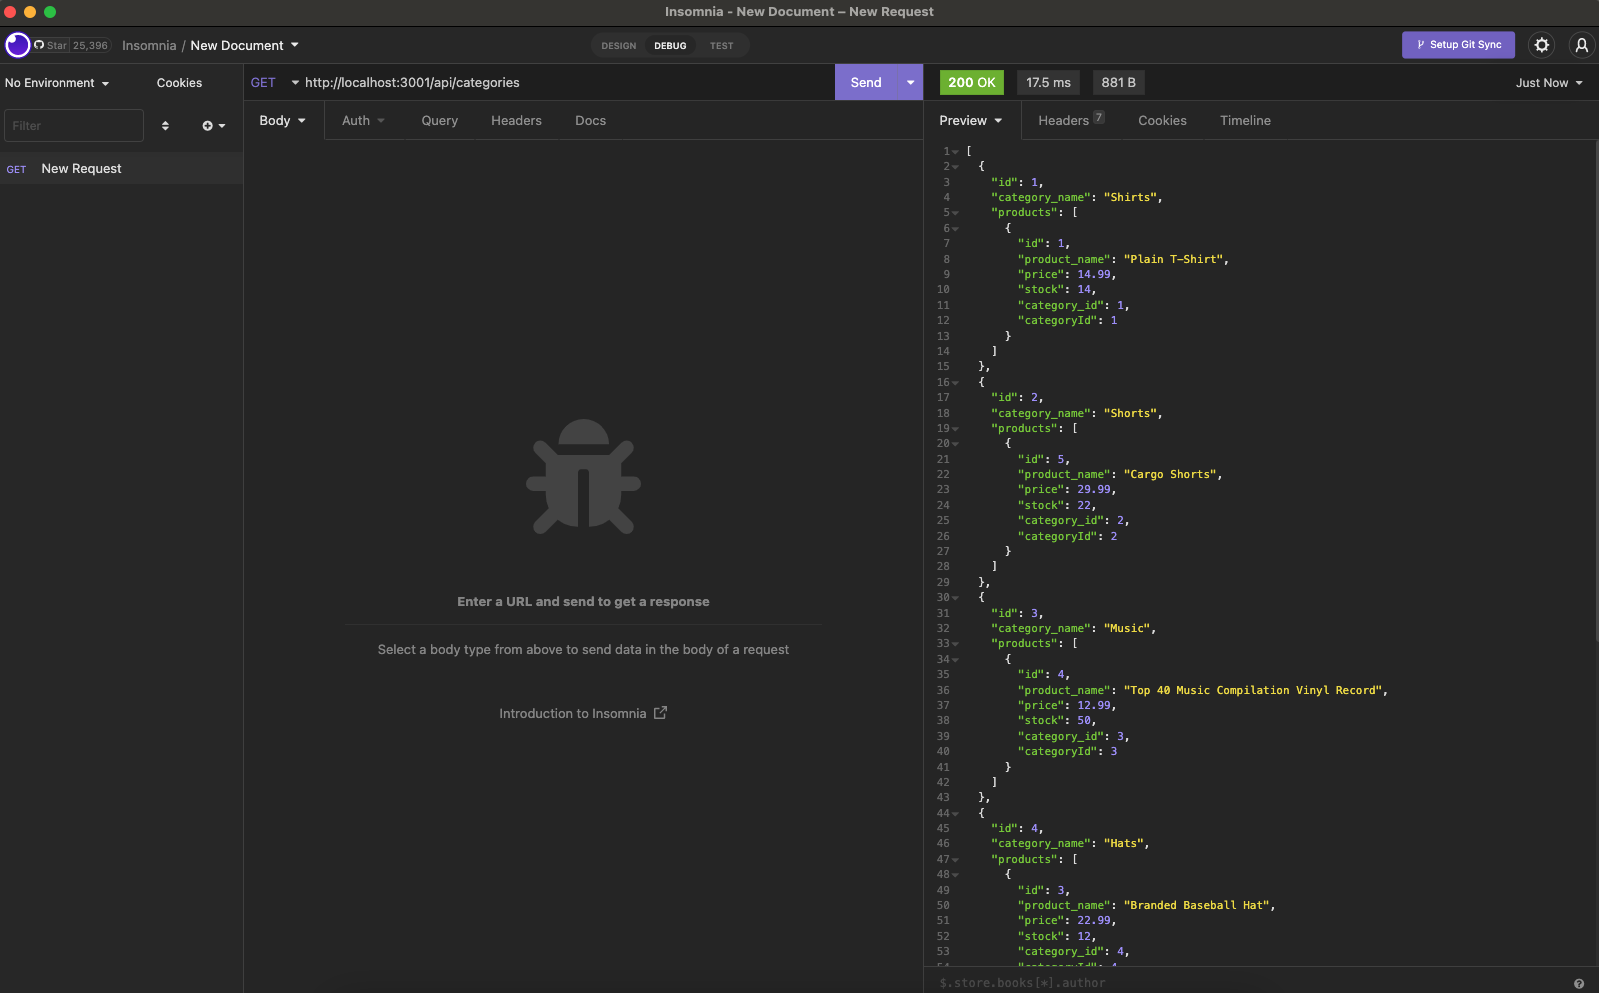 Insomnia - New Document – New Request
Star 25,396 Insomnia / New Document
DESIGN DEBUG TEST
Setup Git Sync
No Environment Cookies
GET http://localhost:3001/api/categories Send
200 OK 17.5 ms 881 B Just Now
Filter
Body Auth Query Headers Docs
Preview Headers 7 Cookies Timeline
GET New Request
Enter a URL and send to get a response
Select a body type from above to send data in the body of a request
Introduction to Insomnia
1 [
2 {
3 "id": 1,
4 "category_name": "Shirts",
5 "products": [
6 {
7 "id": 1,
8 "product_name": "Plain T-Shirt",
9 "price": 14.99,
10 "stock": 14,
11 "category_id": 1,
12 "categoryId": 1
13 }
14 ]
15 },
16 {
17 "id": 2,
18 "category_name": "Shorts",
19 "products": [
20 {
21 "id": 5,
22 "product_name": "Cargo Shorts",
23 "price": 29.99,
24 "stock": 22,
25 "category_id": 2,
26 "categoryId": 2
27 }
28 ]
29 },
30 {
31 "id": 3,
32 "category_name": "Music",
33 "products": [
34 {
35 "id": 4,
36 "product_name": "Top 40 Music Compilation Vinyl Record",
37 "price": 12.99,
38 "stock": 50,
39 "category_id": 3,
40 "categoryId": 3
41 }
42 ]
43 },
44 {
45 "id": 4,
46 "category_name": "Hats",
47 "products": [
48 {
49 "id": 3,
50 "product_name": "Branded Baseball Hat",
51 "price": 22.99,
52 "stock": 12,
53 "category_id": 4,
$.store.books[*].author